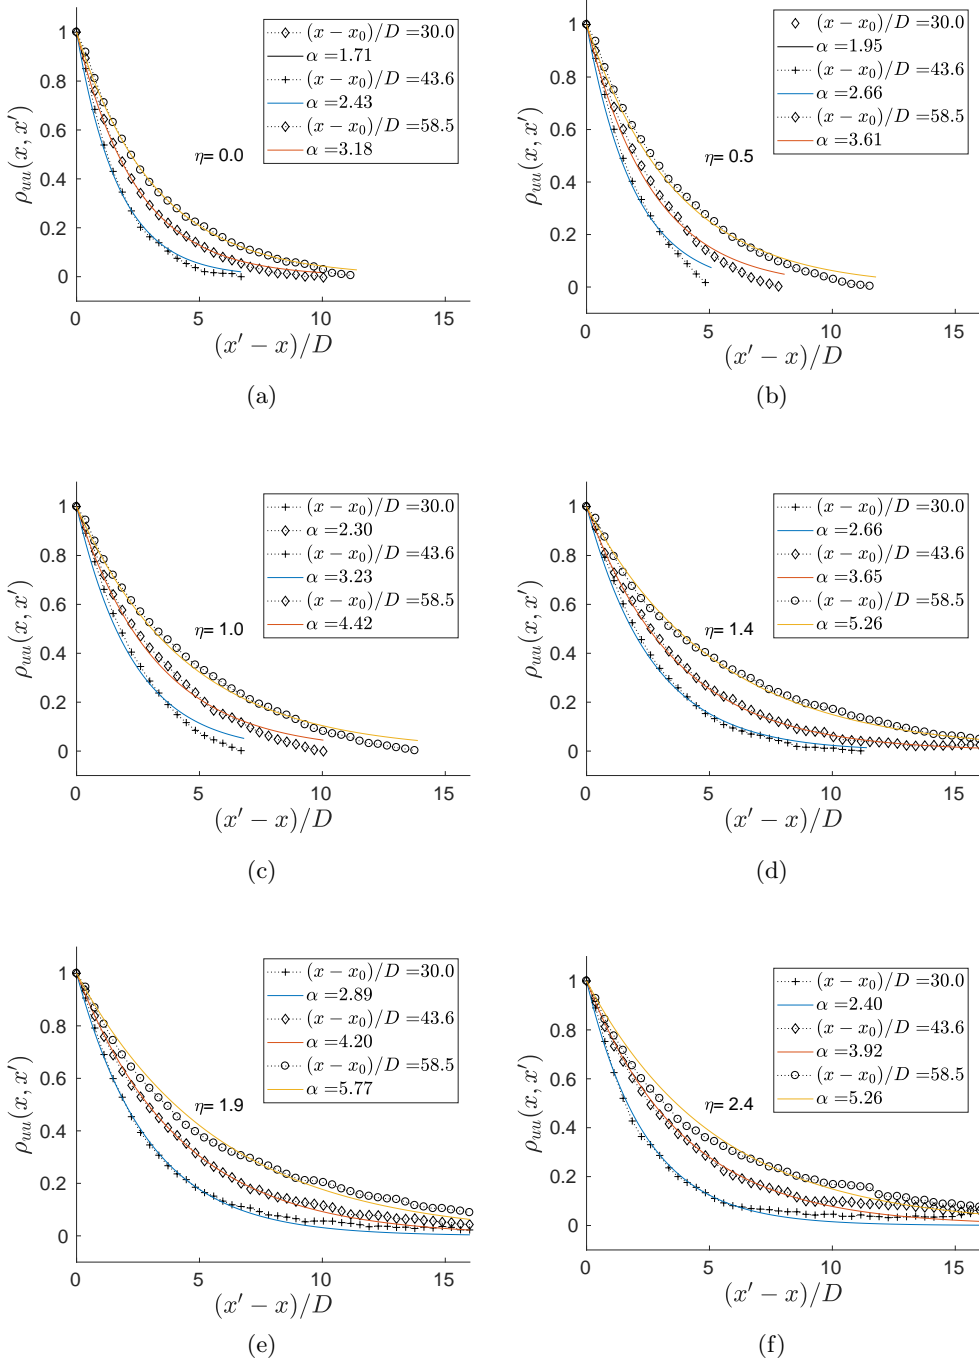 1
0.8
0.6
0.4
0.2
0
ρuu(x, x′)
(x − x0)/D =30.0
α =1.71
(x − x0)/D =43.6
α =2.43
(x − x0)/D =58.5
α =3.18
η= 0.0
0 5 10 15
(x′ − x)/D
(a)
1
0.8
0.6
0.4
0.2
0
ρuu(x, x′)
(x − x0)/D =30.0
α =1.95
(x − x0)/D =43.6
α =2.66
(x − x0)/D =58.5
α =3.61
η= 0.5
0 5 10 15
(x′ − x)/D
(b)
1
0.8
0.6
0.4
0.2
0
ρuu(x, x′)
(x − x0)/D =30.0
α =2.30
(x − x0)/D =43.6
α =3.23
(x − x0)/D =58.5
α =4.42
η= 1.0
0 5 10 15
(x′ − x)/D
(c)
1
0.8
0.6
0.4
0.2
0
ρuu(x, x′)
(x − x0)/D =30.0
α =2.66
(x − x0)/D =43.6
α =3.65
(x − x0)/D =58.5
α =5.26
η= 1.4
0 5 10 15
(x′ − x)/D
(d)
1
0.8
0.6
0.4
0.2
0
ρuu(x, x′)
(x − x0)/D =30.0
α =2.89
(x − x0)/D =43.6
α =4.20
(x − x0)/D =58.5
α =5.77
η= 1.9
0 5 10 15
(x′ − x)/D
(e)
1
0.8
0.6
0.4
0.2
0
ρuu(x, x′)
(x − x0)/D =30.0
α =2.40
(x − x0)/D =43.6
α =3.92
(x − x0)/D =58.5
α =5.26
η= 2.4
0 5 10 15
(x′ − x)/D
(f)